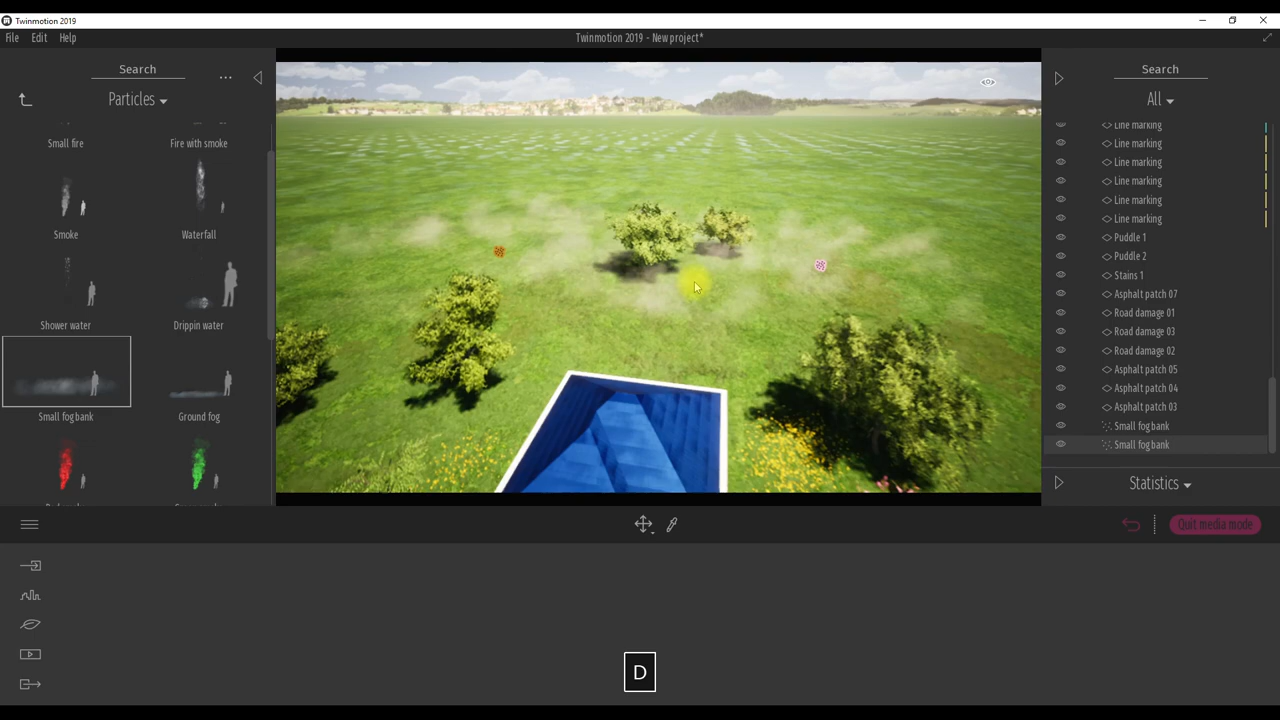 Twinmotion 2019
File Edit Help
Twinmotion 2019 - New project*
Search
...
Particles
Small fire
Fire with smoke
Smoke
Waterfall
Shower water
Drippin water
Small fog bank
Ground fog
Search
All
Line marking
Line marking
Line marking
Line marking
Line marking
Line marking
Puddle 1
Puddle 2
Stains 1
Asphalt patch 07
Road damage 01
Road damage 03
Road damage 02
Asphalt patch 05
Asphalt patch 04
Asphalt patch 03
Small fog bank
Small fog bank
Statistics
Quit media mode
D